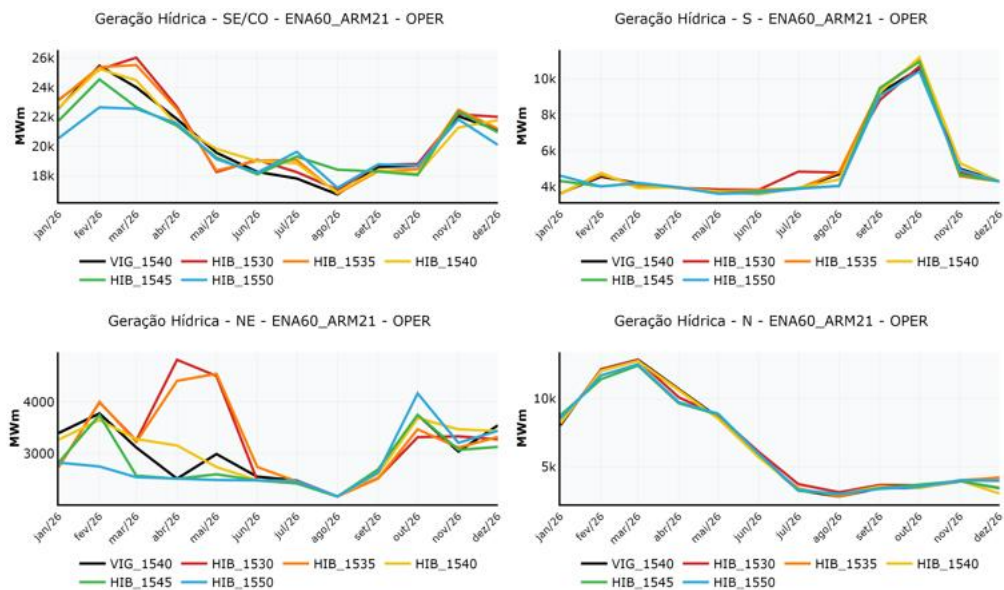 Geração Hídrica - SE/CO - ENA60_ARM21 - OPER
26k
24k
22k
20k
18k
MWm
jan/26
fev/26
mar/26
abr/26
mai/26
jun/26
jul/26
ago/26
set/26
out/26
nov/26
dez/26
VIG_1540 HIB_1530 HIB_1535 HIB_1540
HIB_1545 HIB_1550
Geração Hídrica - S - ENA60_ARM21 - OPER
10k
8k
6k
4k
MWm
jan/26
fev/26
mar/26
abr/26
mai/26
jun/26
jul/26
ago/26
set/26
out/26
nov/26
dez/26
VIG_1540 HIB_1530 HIB_1535 HIB_1540
HIB_1545 HIB_1550
Geração Hídrica - NE - ENA60_ARM21 - OPER
4000
3000
MWm
jan/26
fev/26
mar/26
abr/26
mai/26
jun/26
jul/26
ago/26
set/26
out/26
nov/26
dez/26
VIG_1540 HIB_1530 HIB_1535 HIB_1540
HIB_1545 HIB_1550
Geração Hídrica - N - ENA60_ARM21 - OPER
10k
5k
MWm
jan/26
fev/26
mar/26
abr/26
mai/26
jun/26
jul/26
ago/26
set/26
out/26
nov/26
dez/26
VIG_1540 HIB_1530 HIB_1535 HIB_1540
HIB_1545 HIB_1550